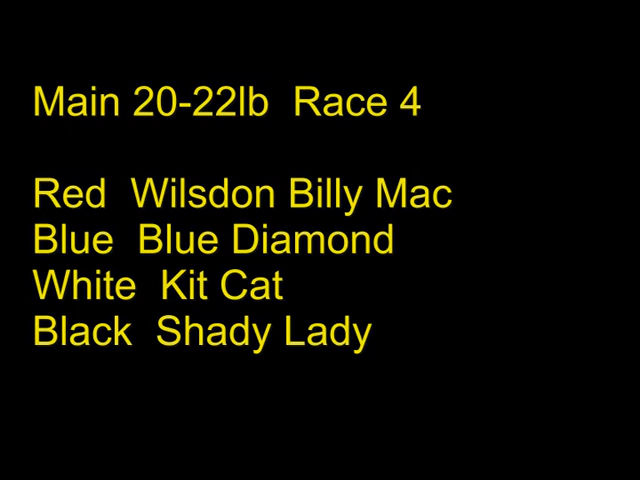 Main 20-22lb  Race 4
Red  Wilsdon Billy Mac
Blue  Blue Diamond
White  Kit Cat
Black  Shady Lady